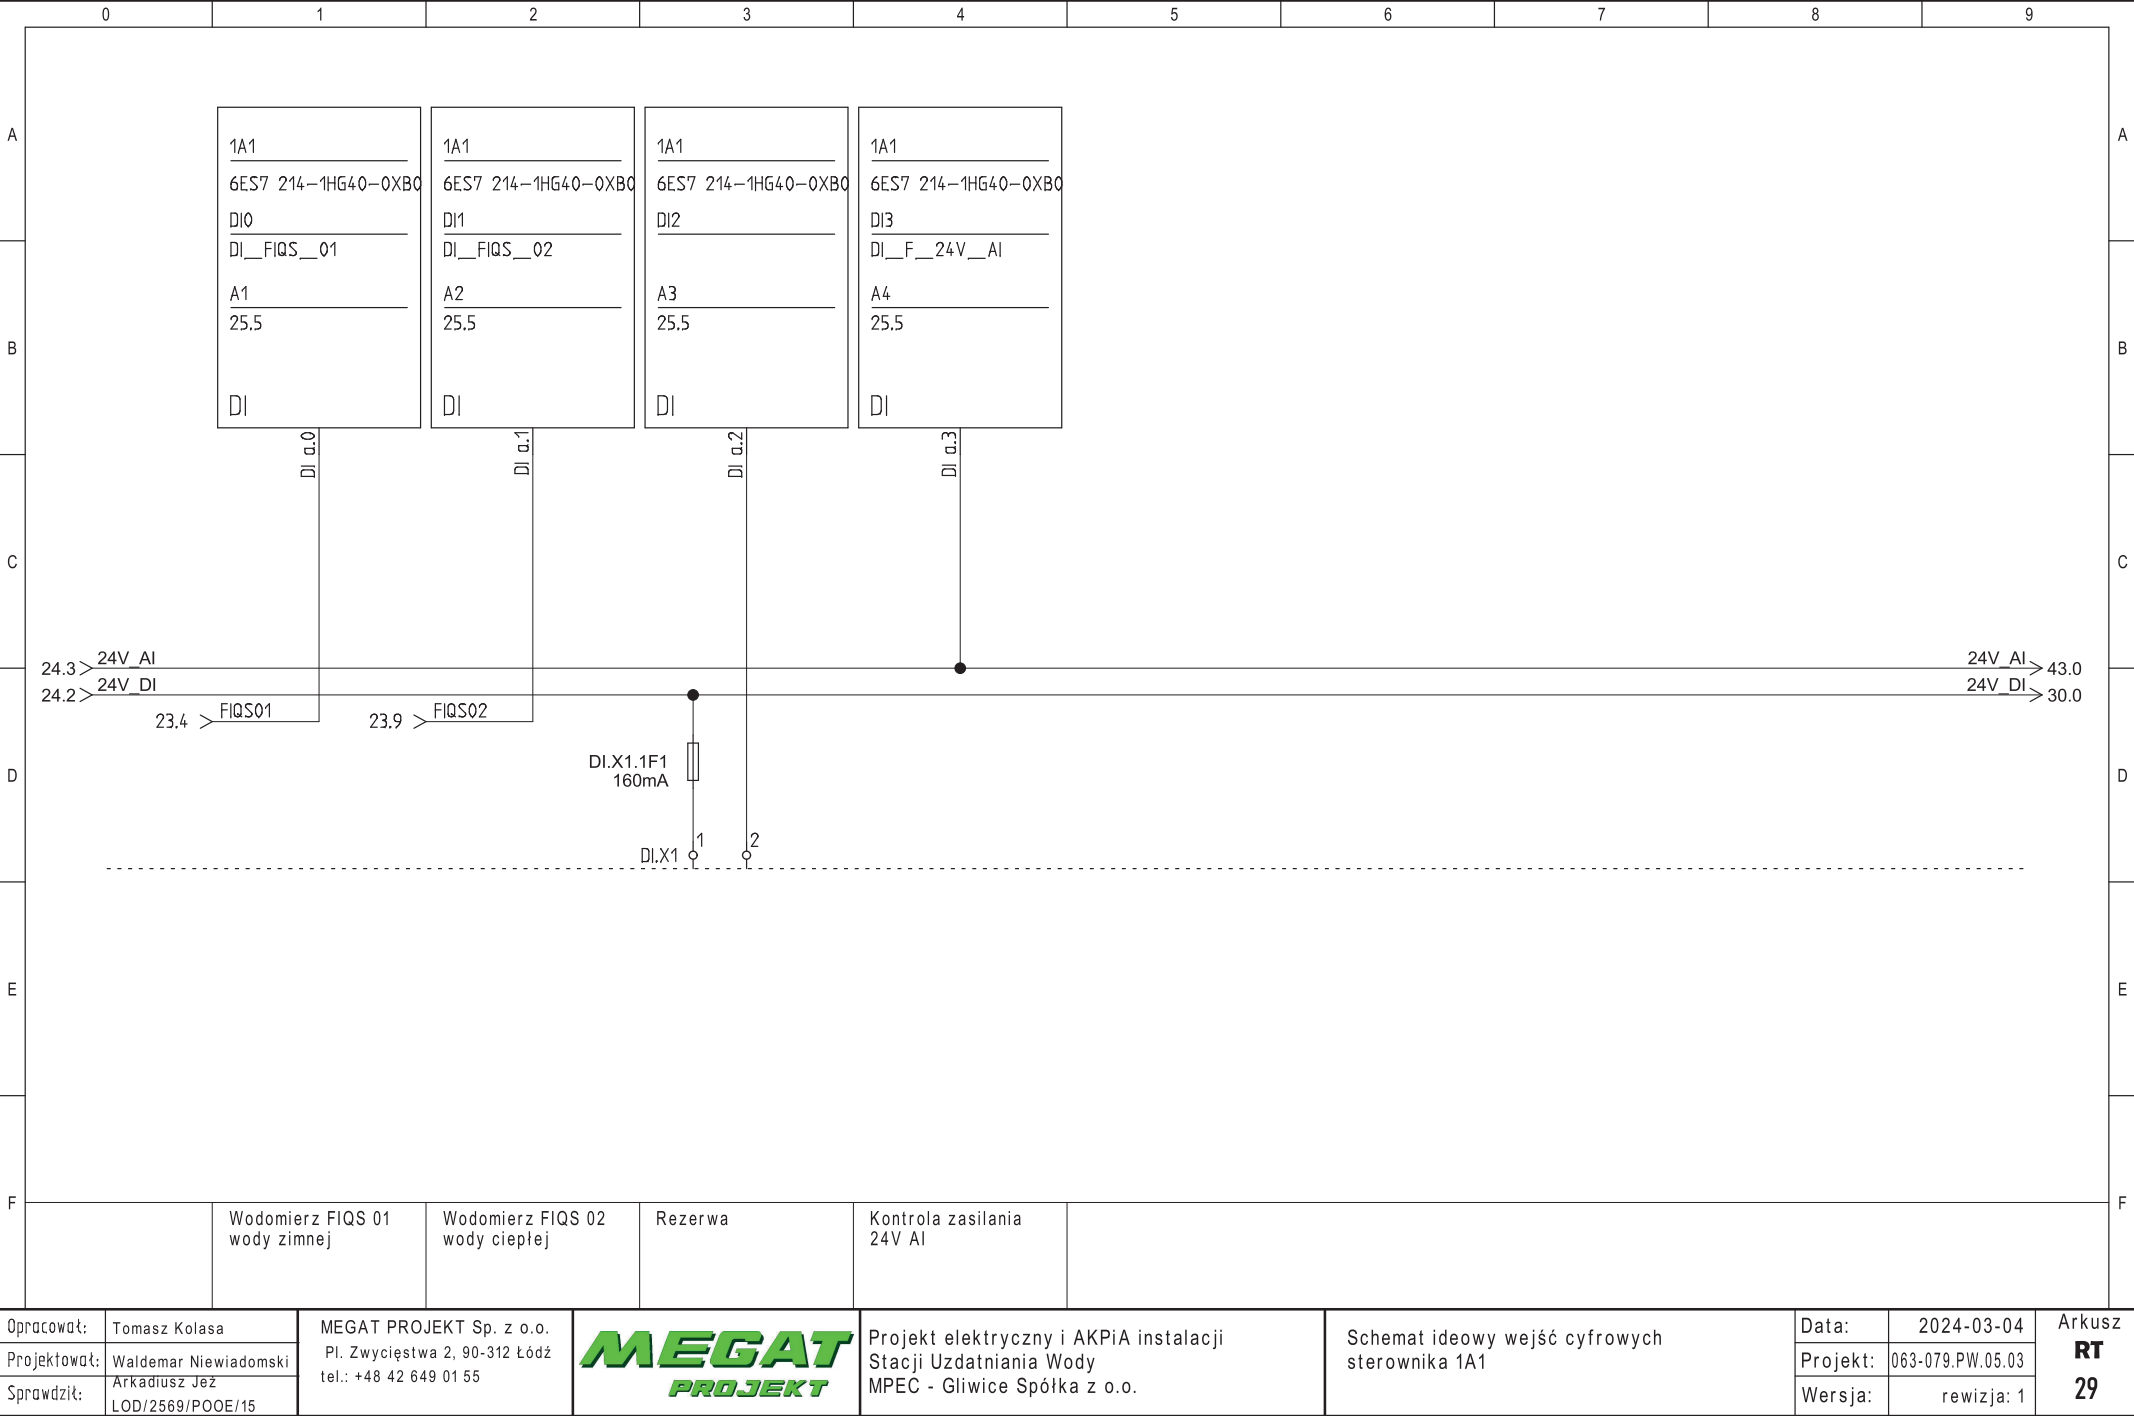 0 1 2 3 4 5 6 7 8 9
A A
1A1 1A1 1A1 1A1
6ES7 214-1HG40-0XB0 6ES7 214-1HG40-0XB0 6ES7 214-1HG40-0XB0 6ES7 214-1HG40-0XB0
DI0 DI1 DI2 DI3
DI__FIQS__01 DI__FIQS__02 DI__F__24V__AI
A1 A2 A3 A4
25.5 25.5 25.5 25.5
B B
DI DI DI DI
DI a.0 DI a.1 DI a.2 DI a.3
C C
24.3 24V_AI 24V_AI 43.0
24.2 24V_DI 24V_DI 30.0
23.4 FIQS01 23.9 FIQS02
DI.X1.1F1
160mA
D D
DI.X1 1 2
E E
F F
Wodomierz FIQS 01
wody zimnej
Wodomierz FIQS 02
wody ciepłej
Rezerwa
Kontrola zasilania
24V AI
Opracował: Tomasz Kolasa
Projektował: Waldemar Niewiadomski
Sprawdził: Arkadiusz Jeż
LOD/2569/POOE/15
MEGAT PROJEKT Sp. z o.o.
Pl. Zwycięstwa 2, 90-312 Łódź
tel.: +48 42 649 01 55
MEGAT
PROJEKT
Projekt elektryczny i AKPiA instalacji
Stacji Uzdatniania Wody
MPEC - Gliwice Spółka z o.o.
Schemat ideowy wejść cyfrowych
sterownika 1A1
Data: 2024-03-04
Projekt: 063-079.PW.05.03
Wersja: rewizja: 1
Arkusz
RT
29